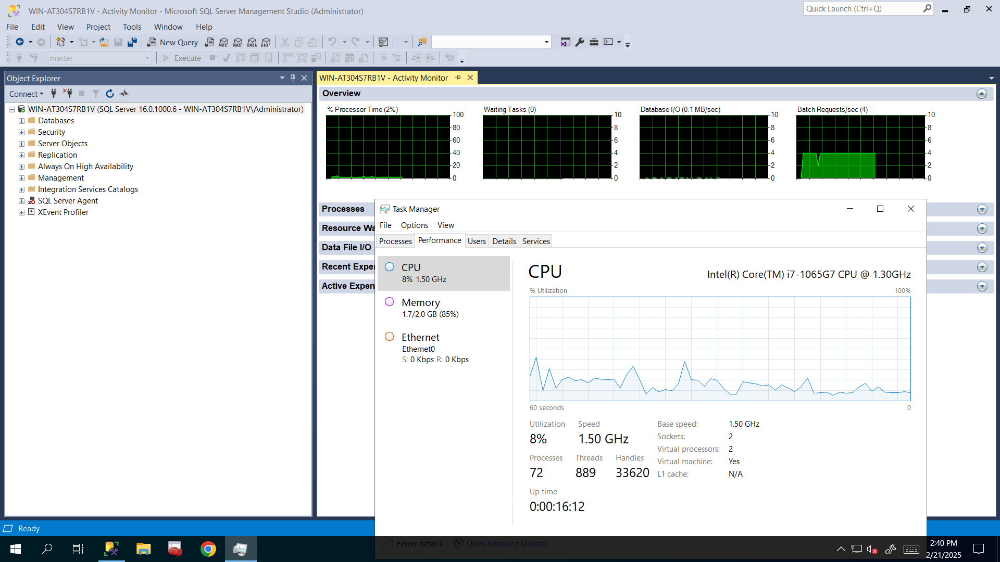 WIN-AT304S7RB1V - Activity Monitor - Microsoft SQL Server Management Studio (Administrator)
Quick Launch (Ctrl+Q)
File Edit View Project Tools Window Help
New Query MDX DMX XMLA DAX
master
Execute
Object Explorer
WIN-AT304S7RB1V - Activity Monitor
Connect
WIN-AT304S7RB1V (SQL Server 16.0.1000.6 - WIN-AT304S7RB1V\Administrator)
Databases
Security
Server Objects
Replication
Always On High Availability
Management
Integration Services Catalogs
SQL Server Agent
XEvent Profiler
Overview
% Processor Time (2%)
100
80
60
40
20
0
Waiting Tasks (0)
10
8
6
4
2
0
Database I/O (0.1 MB/sec)
10
8
6
4
2
0
Batch Requests/sec (4)
10
8
6
4
2
0
Processes
Resource Wa
Data File I/O
Recent Exper
Active Expen
Task Manager
File Options View
Processes Performance Users Details Services
CPU
8% 1.50 GHz
Memory
1.7/2.0 GB (85%)
Ethernet
Ethernet0
S: 0 Kbps R: 0 Kbps
CPU
Intel(R) Core(TM) i7-1065G7 CPU @ 1.30GHz
% Utilization 100%
60 seconds 0
Utilization Speed
8% 1.50 GHz
Processes Threads Handles
72 889 33620
Up time
0:00:16:12
Base speed: 1.50 GHz
Sockets: 2
Virtual processors: 2
Virtual machine: Yes
L1 cache: N/A
Fewer details Open Resource Monitor
Ready
2:40 PM
2/21/2025